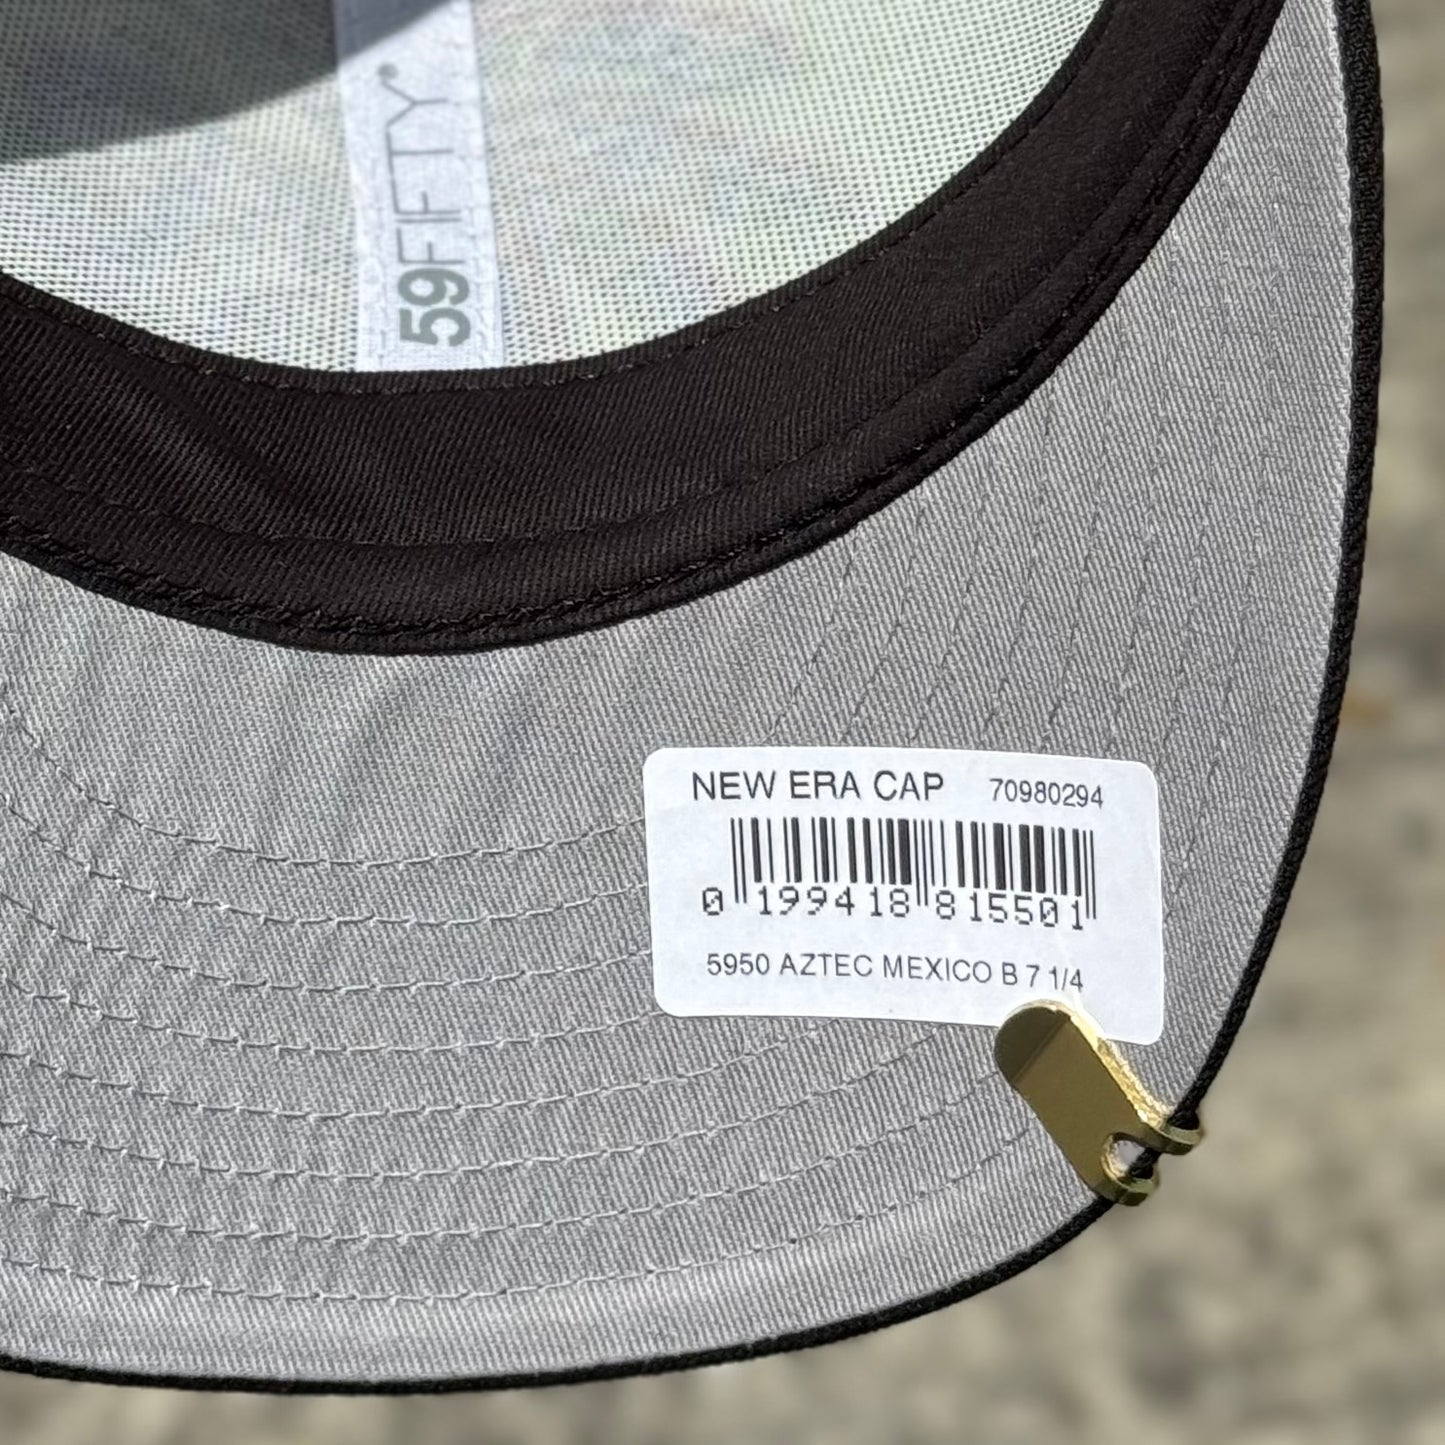 59FIFTY®
NEW ERA CAP 70980294
0 199418 815501
5950 AZTEC MEXICO B 7 1/4